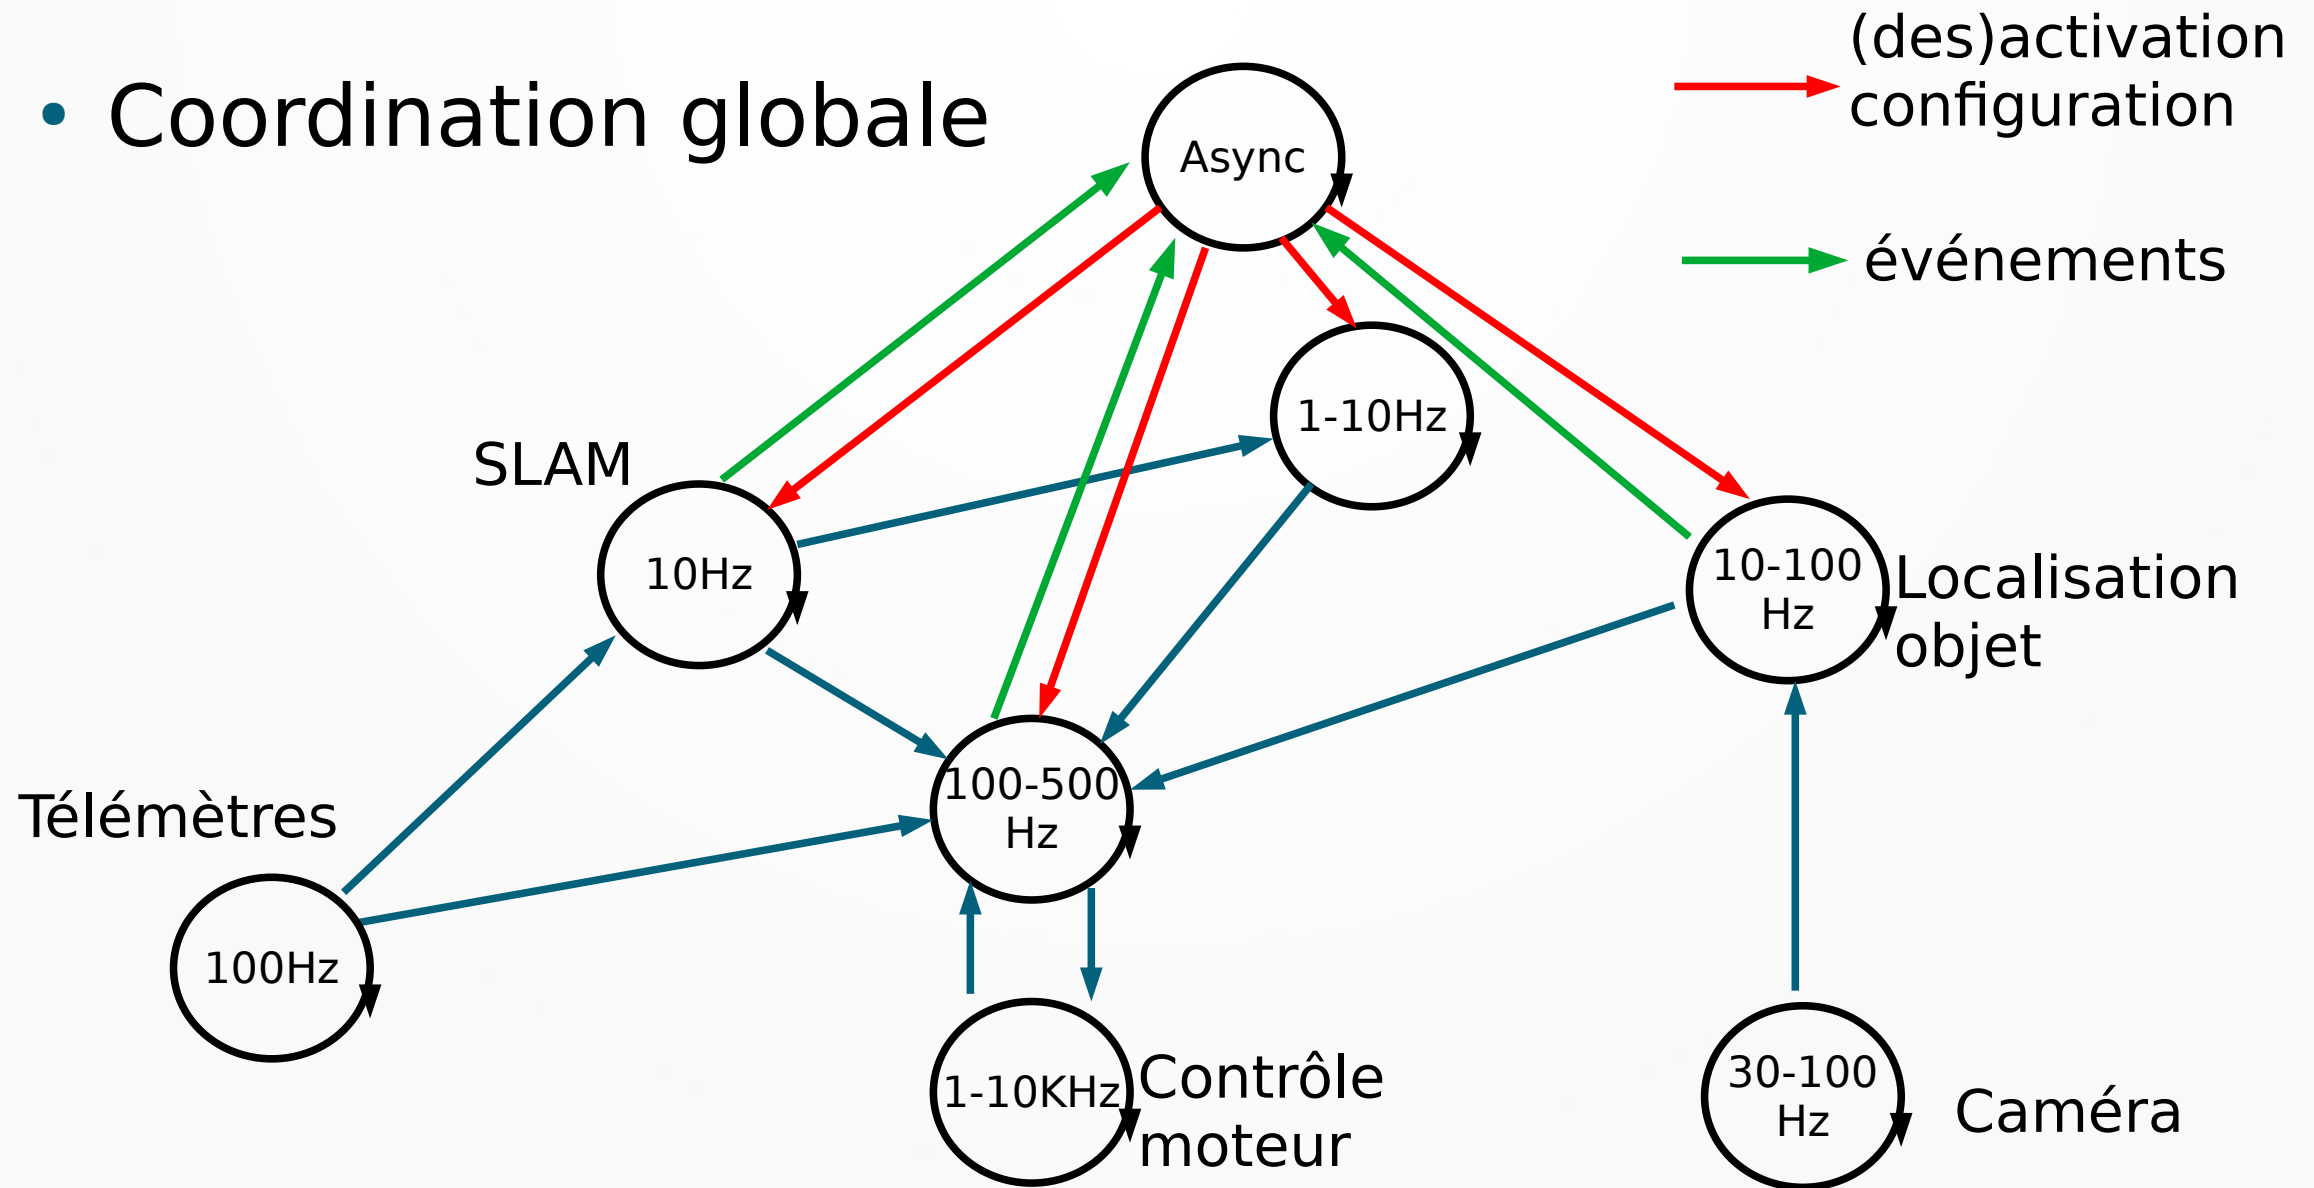 (des)activation
configuration
• Coordination globale
Async
événements
1-10Hz
SLAM
10Hz
10-100
Hz
Localisation
objet
100-500
Hz
Télémètres
100Hz
1-10KHz
Contrôle
moteur
30-100
Hz
Caméra